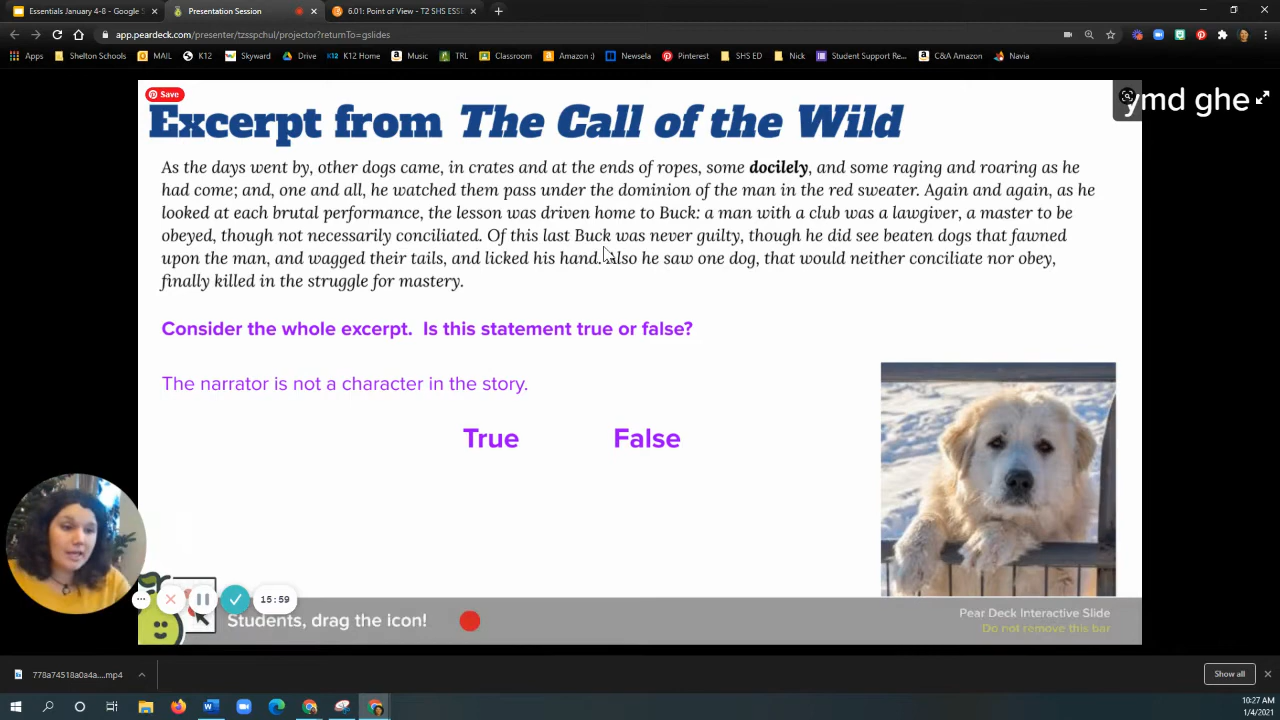 Essentials January 4-8 - Google S
Presentation Session
6.01: Point of View - T2 SHS ESSE
app.peardeck.com/presenter/tzsspchul/projector?returnTo=gslides
Apps
Shelton Schools
MAIL
K12
Skyward
Drive
K12 Home
Music
TRL
Classroom
Amazon :)
Newsela
Pinterest
SHS ED
Nick
Student Support Re...
C&A Amazon
Navia
Save
ymd ghe
Excerpt from The Call of the Wild
As the days went by, other dogs came, in crates and at the ends of ropes, some docilely, and some raging and roaring as he
had come; and, one and all, he watched them pass under the dominion of the man in the red sweater. Again and again, as he
looked at each brutal performance, the lesson was driven home to Buck: a man with a club was a lawgiver, a master to be
obeyed, though not necessarily conciliated. Of this last Buck was never guilty, though he did see beaten dogs that fawned
upon the man, and wagged their tails, and licked his hand. Also he saw one dog, that would neither conciliate nor obey,
finally killed in the struggle for mastery.
Consider the whole excerpt. Is this statement true or false?
The narrator is not a character in the story.
True False
15:59
Students, drag the icon!
Pear Deck Interactive Slide
Do not remove this bar
778a74518a0a4a....mp4
Show all
10:27 AM
1/4/2021